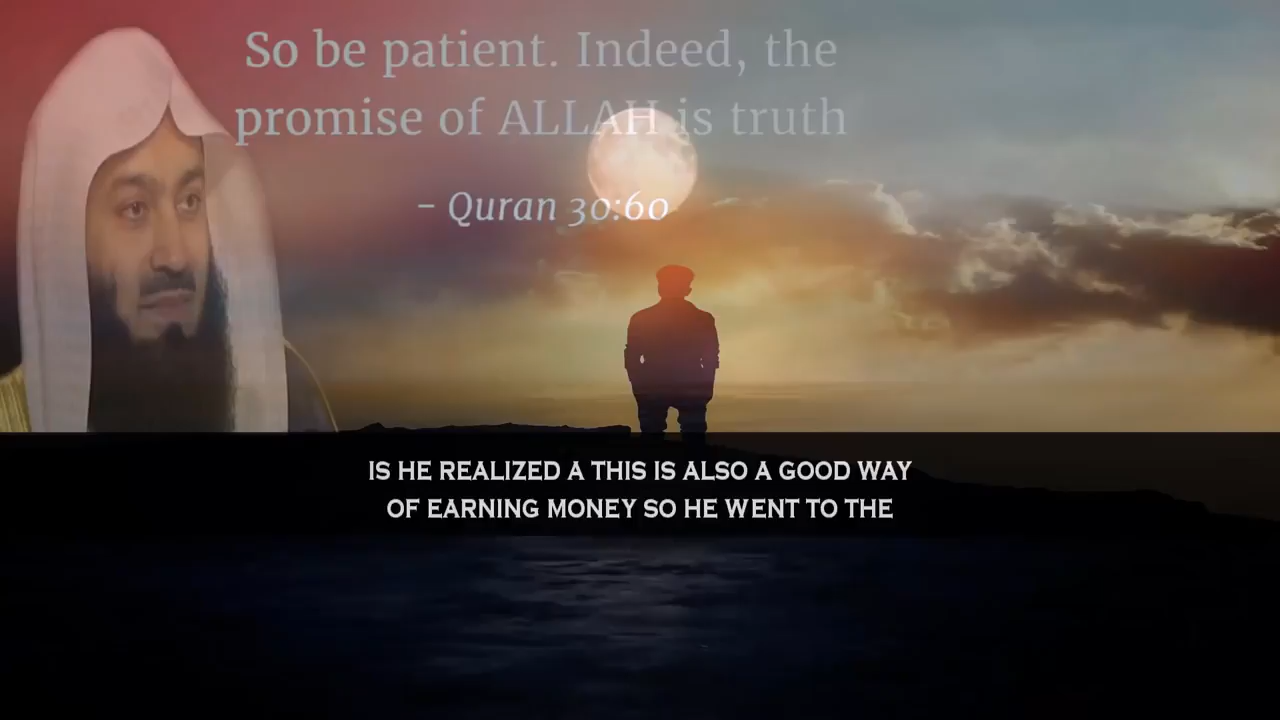 So be patient. Indeed, the
promise of ALLAH is truth
- Quran 30:60
IS HE REALIZED A THIS IS ALSO A GOOD WAY
OF EARNING MONEY SO HE WENT TO THE